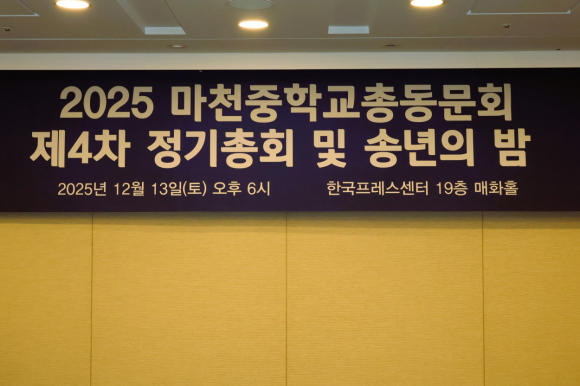 2025 마천중학교총동문회
제4차 정기총회 및 송년의 밤
2025년 12월 13일(토) 오후 6시 한국프레스센터 19층 매화홀